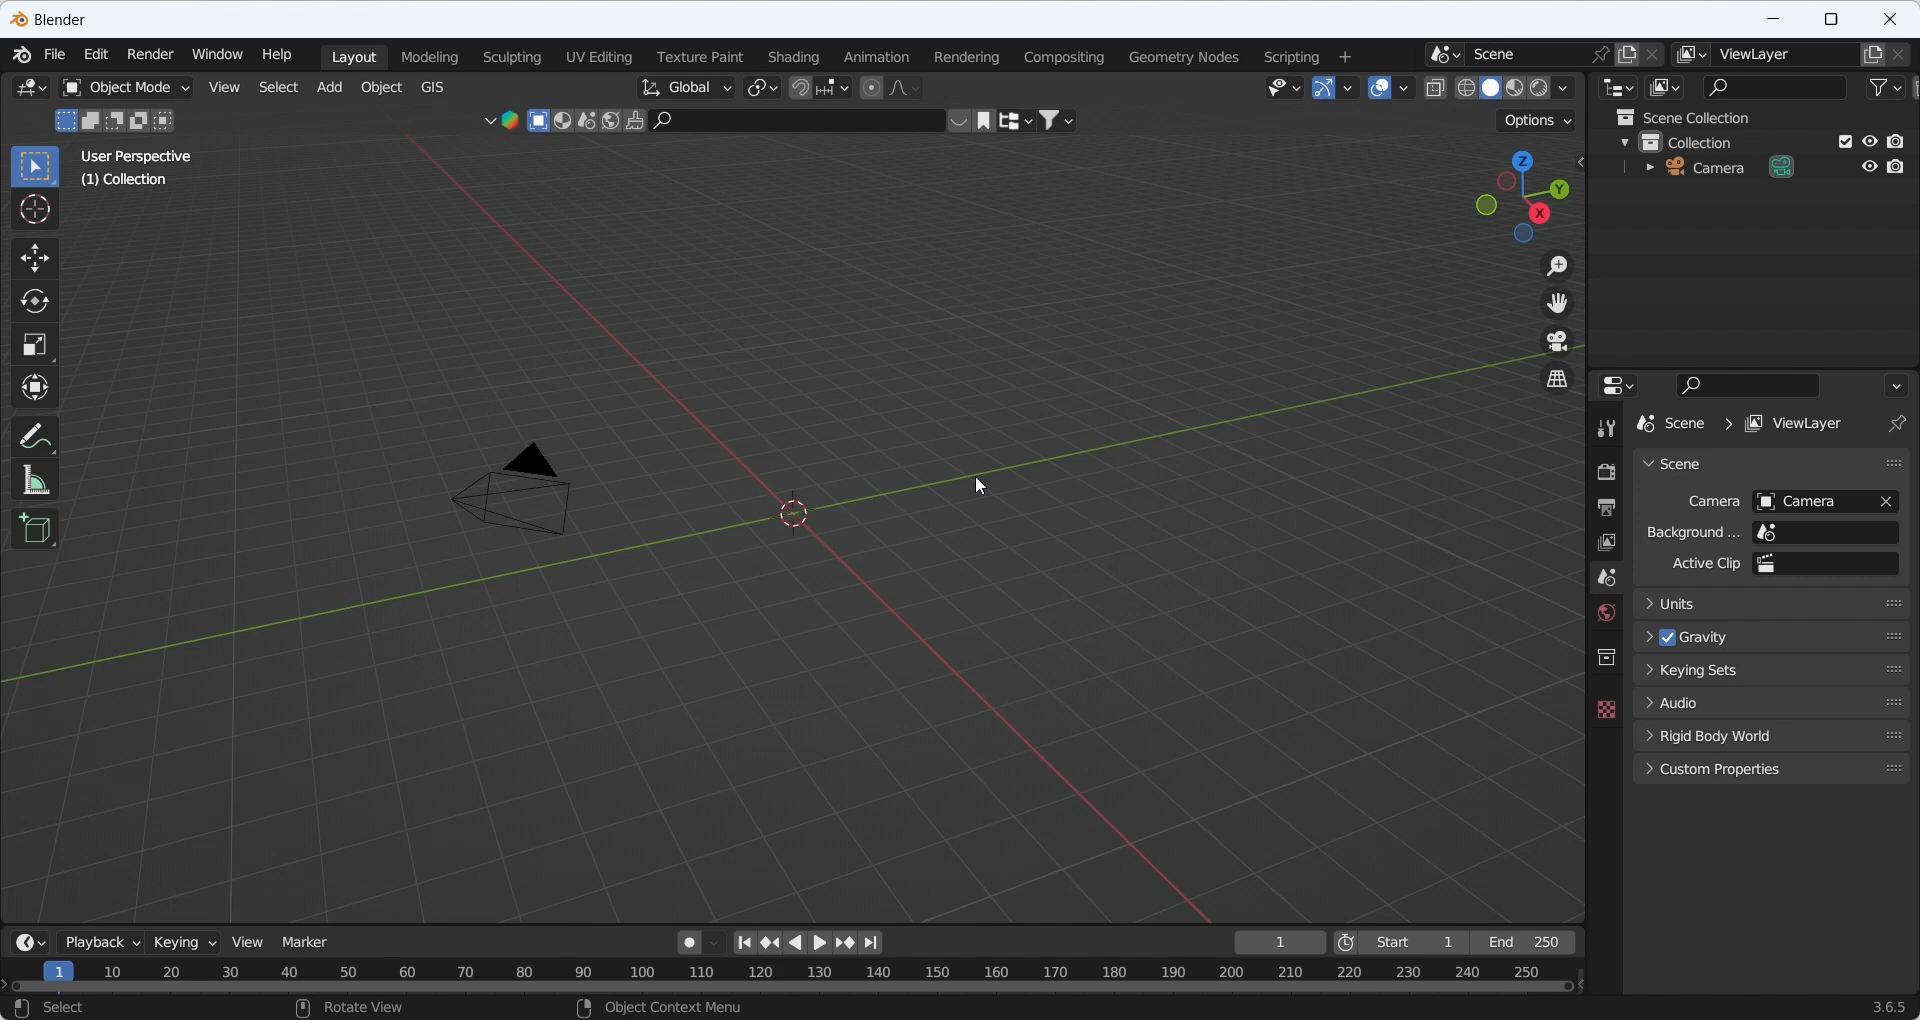 Blender
File Edit Render Window Help Layout Modeling Sculpting UV Editing Texture Paint Shading Animation Rendering Compositing Geometry Nodes Scripting + Scene ViewLayer
Object Mode View Select Add Object GIS Global
Options
User Perspective
(1) Collection
Z
Y
X
Scene Collection
Collection
Camera
Scene > ViewLayer
Scene
Camera Camera
Background ...
Active Clip
Units
Gravity
Keying Sets
Audio
Rigid Body World
Custom Properties
Playback Keying View Marker 1 Start 1 End 250
1 10 20 30 40 50 60 70 80 90 100 110 120 130 140 150 160 170 180 190 200 210 220 230 240 250
Select Rotate View Object Context Menu 3.6.5